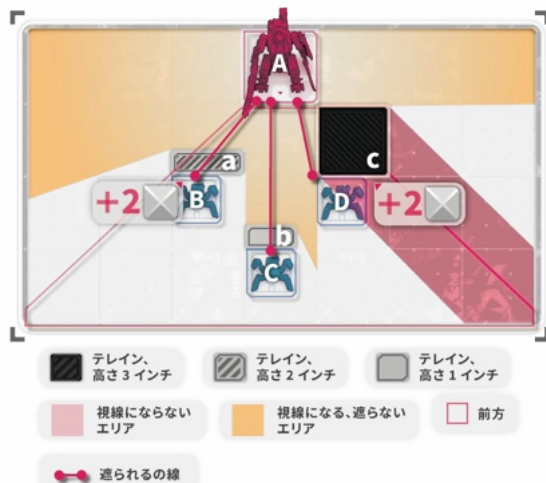 A
a
c
+2
B
D
+2
b
C
テレイン、
高さ 3 インチ
テレイン、
高さ 2 インチ
テレイン、
高さ 1 インチ
視線にならない
エリア
視線になる、遮らない
エリア
前方
遮られるの線